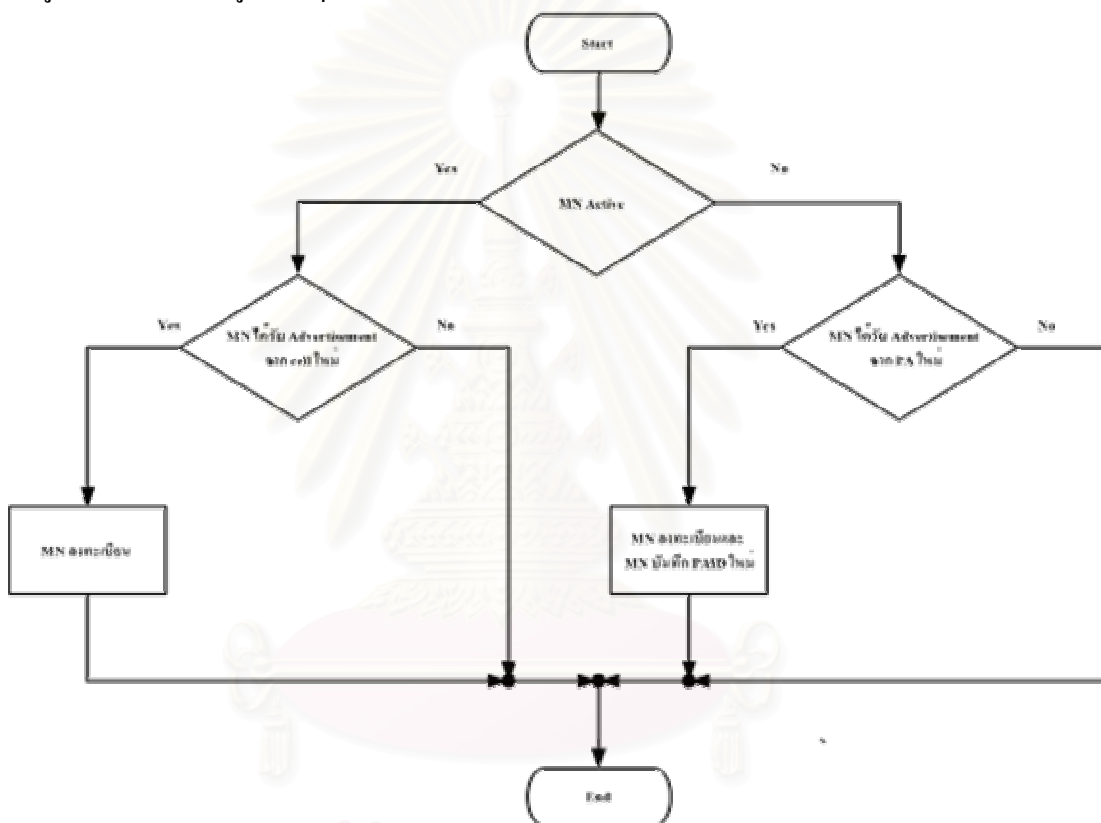 Start
Yes
No
MN Active
Yes
MN ได้รับ Advertisement
จาก cell ใหม่
No
Yes
MN ได้รับ Advertisement
จาก PA ใหม่
No
MN ลงทะเบียน
MN ลงทะเบียนและ
MN บันทึก PAID ใหม่
End